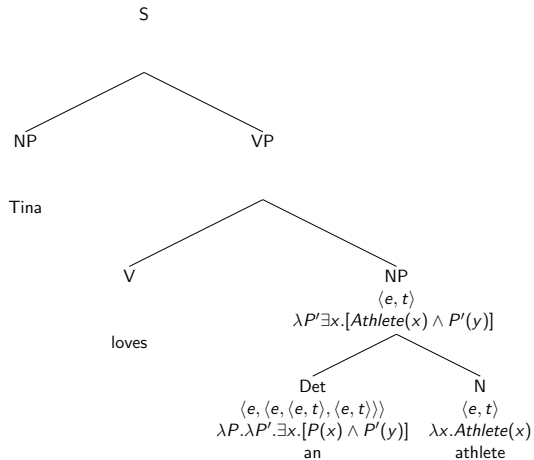 S
NP VP
Tina
V NP
⟨e, t⟩
λP′∃x.[Athlete(x) ∧ P′(y)]
loves
Det N
⟨e, ⟨e, ⟨e, t⟩, ⟨e, t⟩⟩⟩ ⟨e, t⟩
λP.λP′.∃x.[P(x) ∧ P′(y)] λx.Athlete(x)
an athlete